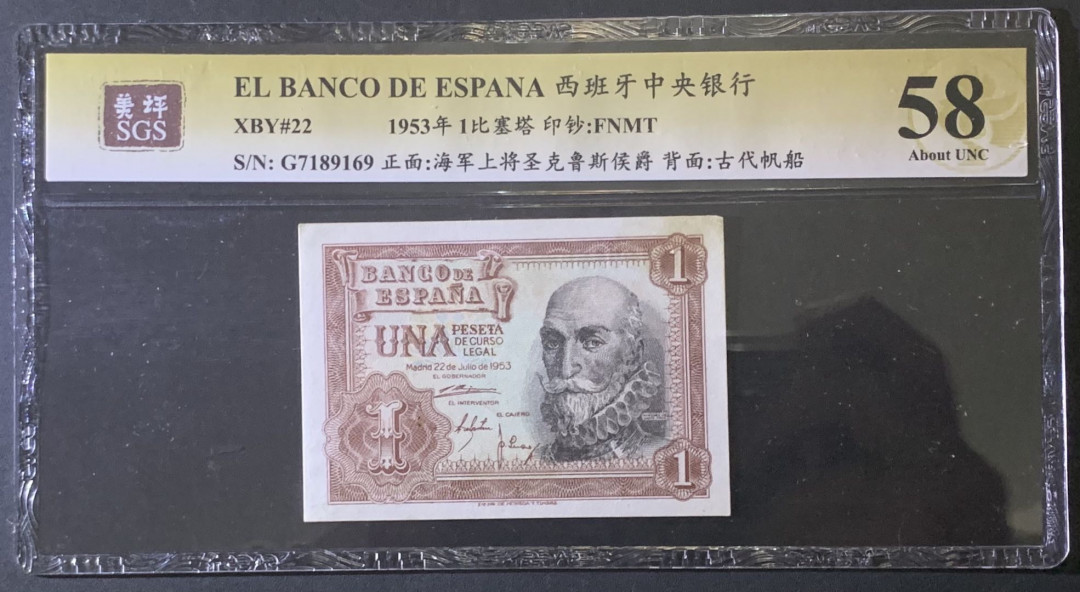 美评
SGS
EL BANCO DE ESPANA 西班牙中央银行
XBY#22 1953年 1比塞塔 印钞:FNMT
S/N: G7189169 正面:海军上将圣克鲁斯侯爵 背面:古代帆船
58
About UNC
BANCO DE
ESPAÑA
1
UNA PESETA
DE CURSO
LEGAL
Madrid 22 de Julio de 1953
EL GOBERNADOR
EL INTERVENTOR
EL CAJERO
1
1